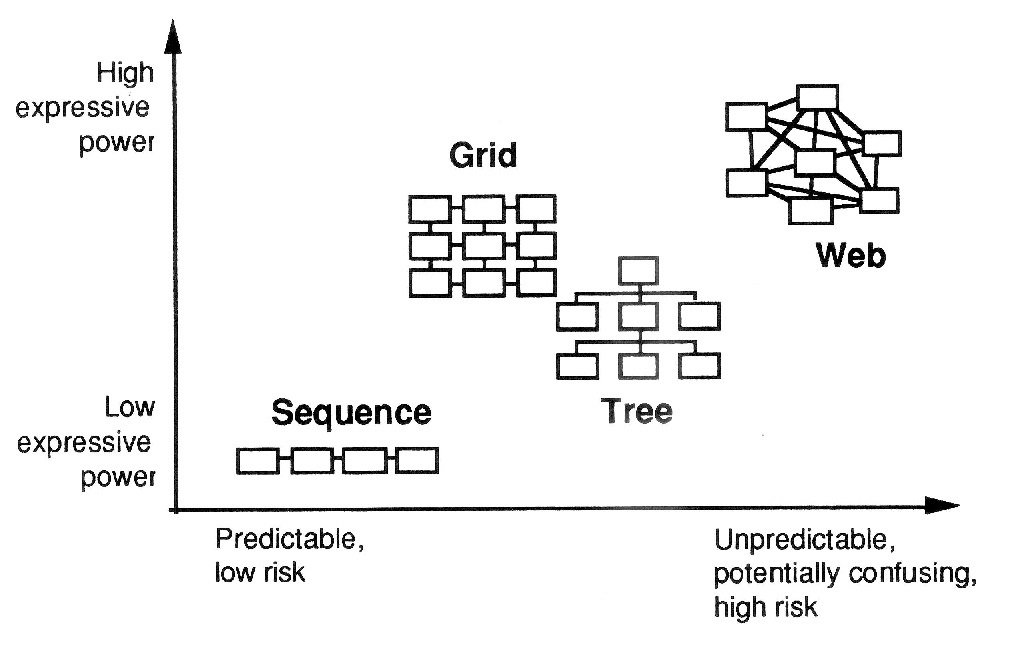 High
expressive
power
Grid
Web
Low
expressive
power
Sequence
Tree
Predictable,
low risk
Unpredictable,
potentially confusing,
high risk